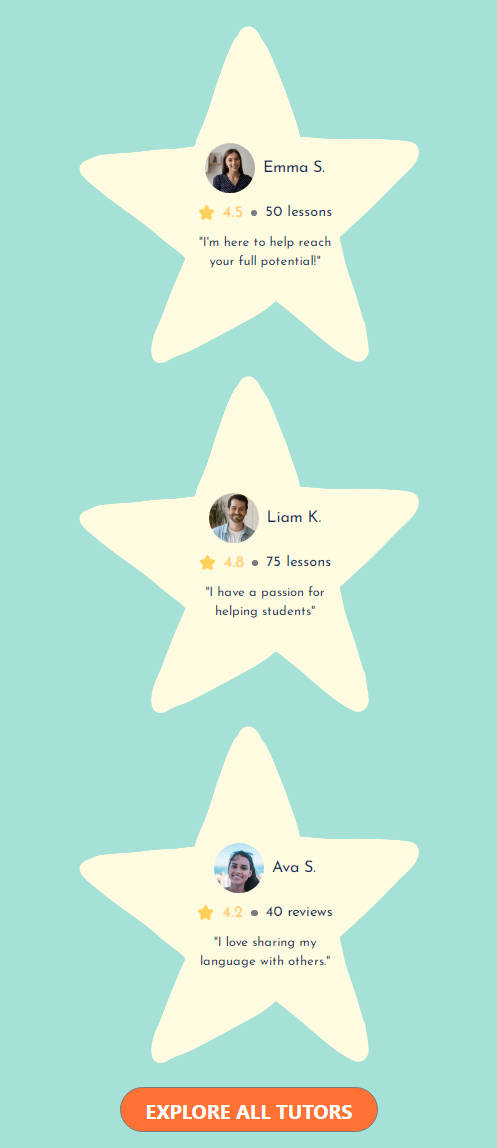 Emma S.
4.5 • 50 lessons
"I'm here to help reach
your full potential!"
Liam K.
4.8 • 75 lessons
"I have a passion for
helping students"
Ava S.
4.2 • 40 reviews
"I love sharing my
language with others."
EXPLORE ALL TUTORS